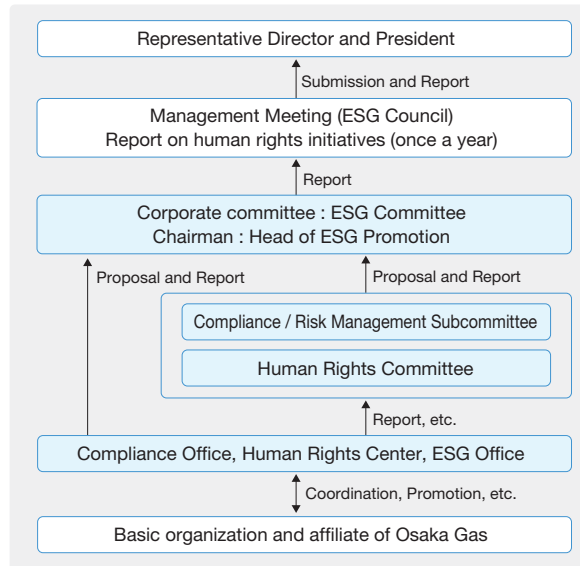 Representative Director and President
Submission and Report
Management Meeting (ESG Council)
Report on human rights initiatives (once a year)
Report
Corporate committee : ESG Committee
Chairman : Head of ESG Promotion
Proposal and Report
Proposal and Report
Compliance / Risk Management Subcommittee
Human Rights Committee
Report, etc.
Compliance Office, Human Rights Center, ESG Office
Coordination, Promotion, etc.
Basic organization and affiliate of Osaka Gas